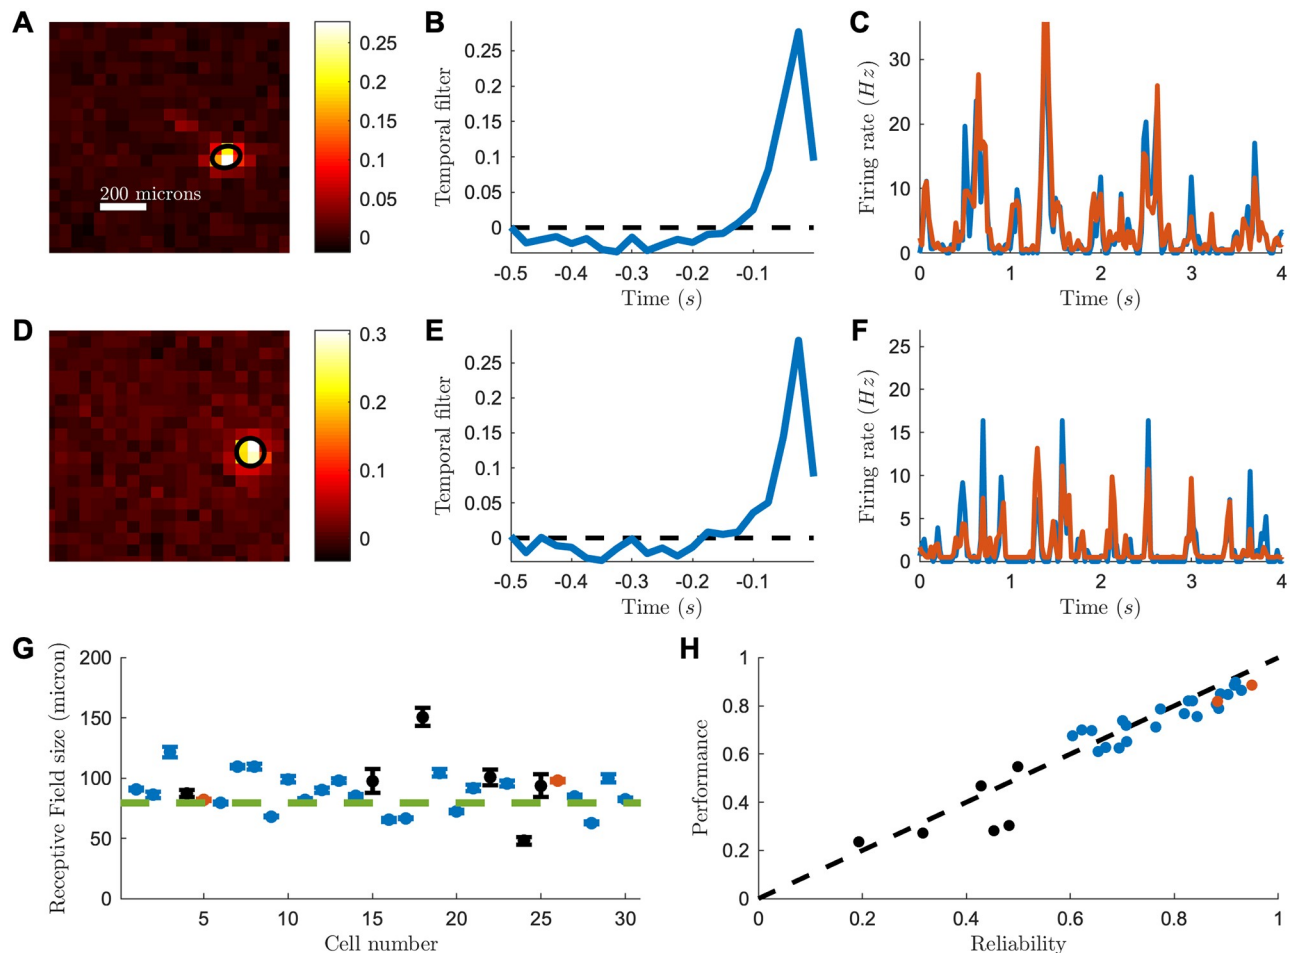 A
200 microns
0.25
0.2
0.15
0.1
0.05
0
B
Temporal filter
0.25
0.2
0.15
0.1
0.05
0
-0.5 -0.4 -0.3 -0.2 -0.1
Time (s)
C
Firing rate (Hz)
30
20
10
0
0 1 2 3 4
Time (s)
D
0.3
0.2
0.1
0
E
Temporal filter
0.25
0.2
0.15
0.1
0.05
0
-0.5 -0.4 -0.3 -0.2 -0.1
Time (s)
F
Firing rate (Hz)
25
20
15
10
5
0
0 1 2 3 4
Time (s)
G
Receptive Field size (micron)
200
150
100
50
0
5 10 15 20 25 30
Cell number
H
Performance
1
0.8
0.6
0.4
0.2
0
0 0.2 0.4 0.6 0.8 1
Reliability